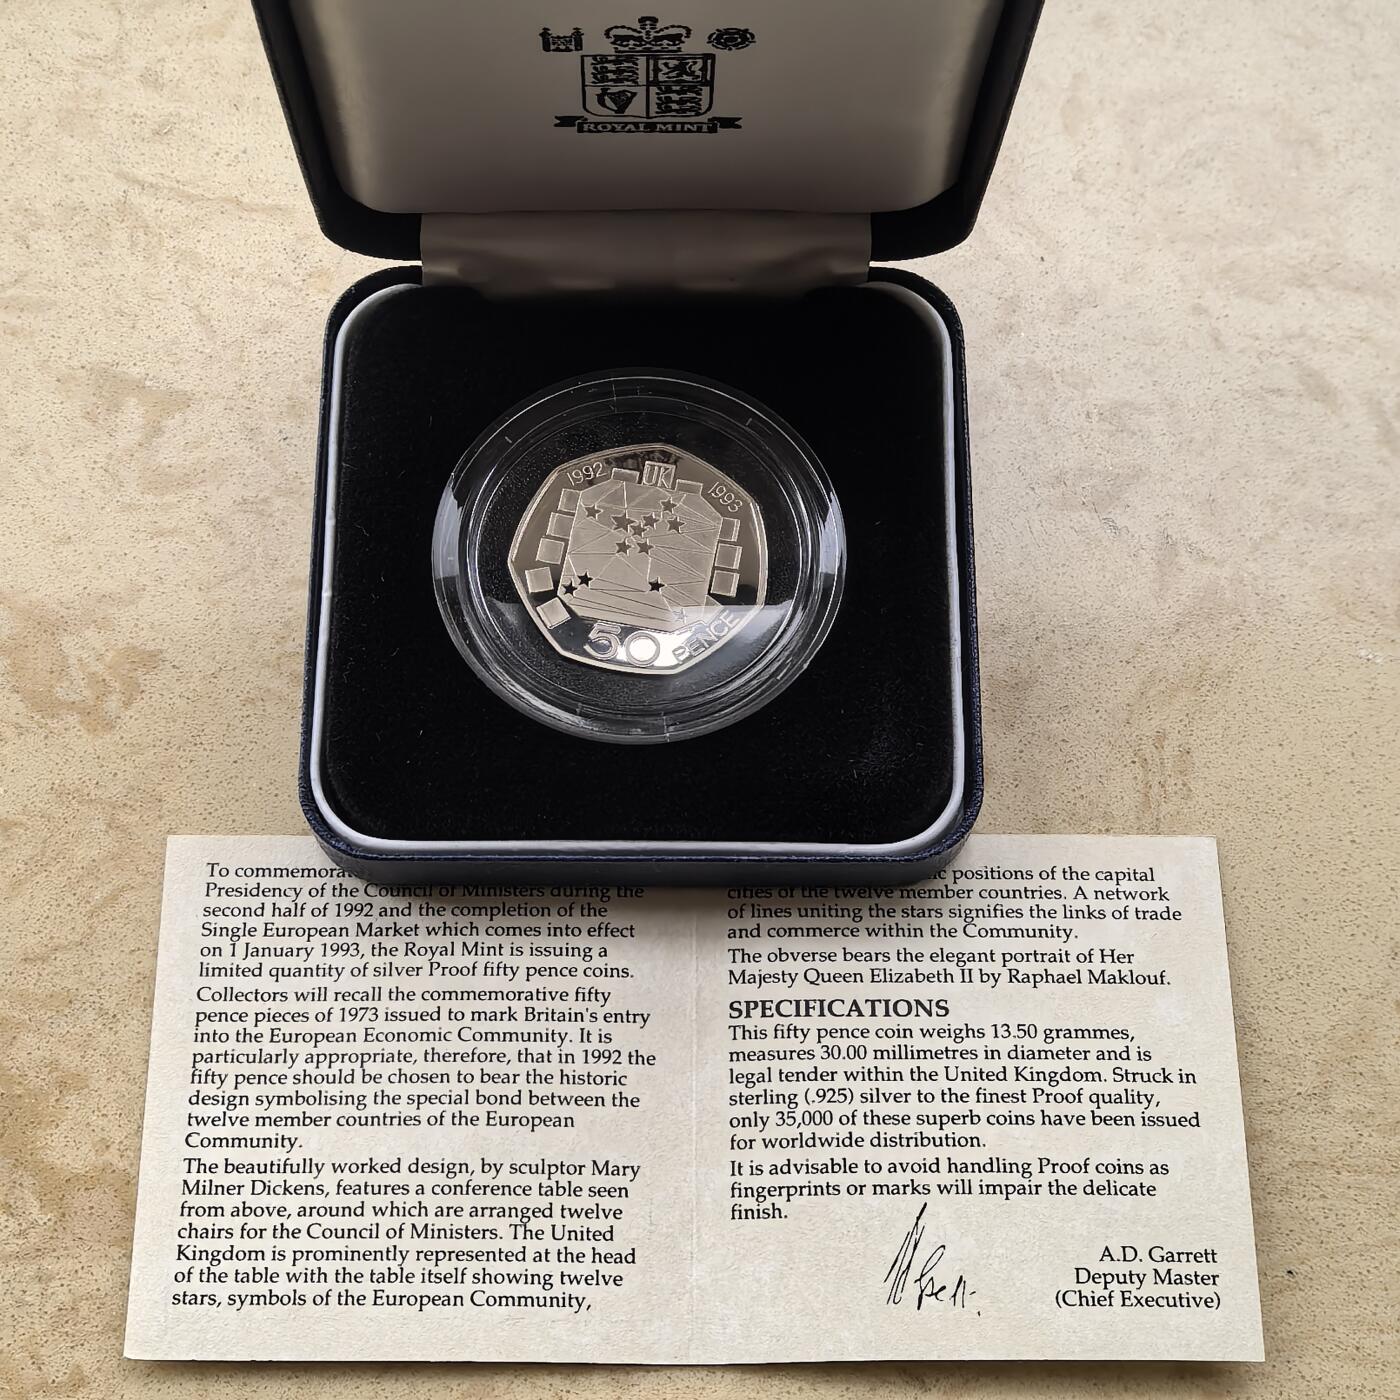 ROYAL MINT
1992 UK 1993
50 PENCE
To commemora
Presidency of the Council of Ministers during the
second half of 1992 and the completion of the
Single European Market which comes into effect
on 1 January 1993, the Royal Mint is issuing a
limited quantity of silver Proof fifty pence coins.
Collectors will recall the commemorative fifty
pence pieces of 1973 issued to mark Britain's entry
into the European Economic Community. It is
particularly appropriate, therefore, that in 1992 the
fifty pence should be chosen to bear the historic
design symbolising the special bond between the
twelve member countries of the European
Community.
The beautifully worked design, by sculptor Mary
Milner Dickens, features a conference table seen
from above, around which are arranged twelve
chairs for the Council of Ministers. The United
Kingdom is prominently represented at the head
of the table with the table itself showing twelve
stars, symbols of the European Community,
positions of the capital
cities of the twelve member countries. A network
of lines uniting the stars signifies the links of trade
and commerce within the Community.
The obverse bears the elegant portrait of Her
Majesty Queen Elizabeth II by Raphael Maklouf.
SPECIFICATIONS
This fifty pence coin weighs 13.50 grammes,
measures 30.00 millimetres in diameter and is
legal tender within the United Kingdom. Struck in
sterling (.925) silver to the finest Proof quality,
only 35,000 of these superb coins have been issued
for worldwide distribution.
It is advisable to avoid handling Proof coins as
fingerprints or marks will impair the delicate
finish.
A.D. Garrett
Deputy Master
(Chief Executive)